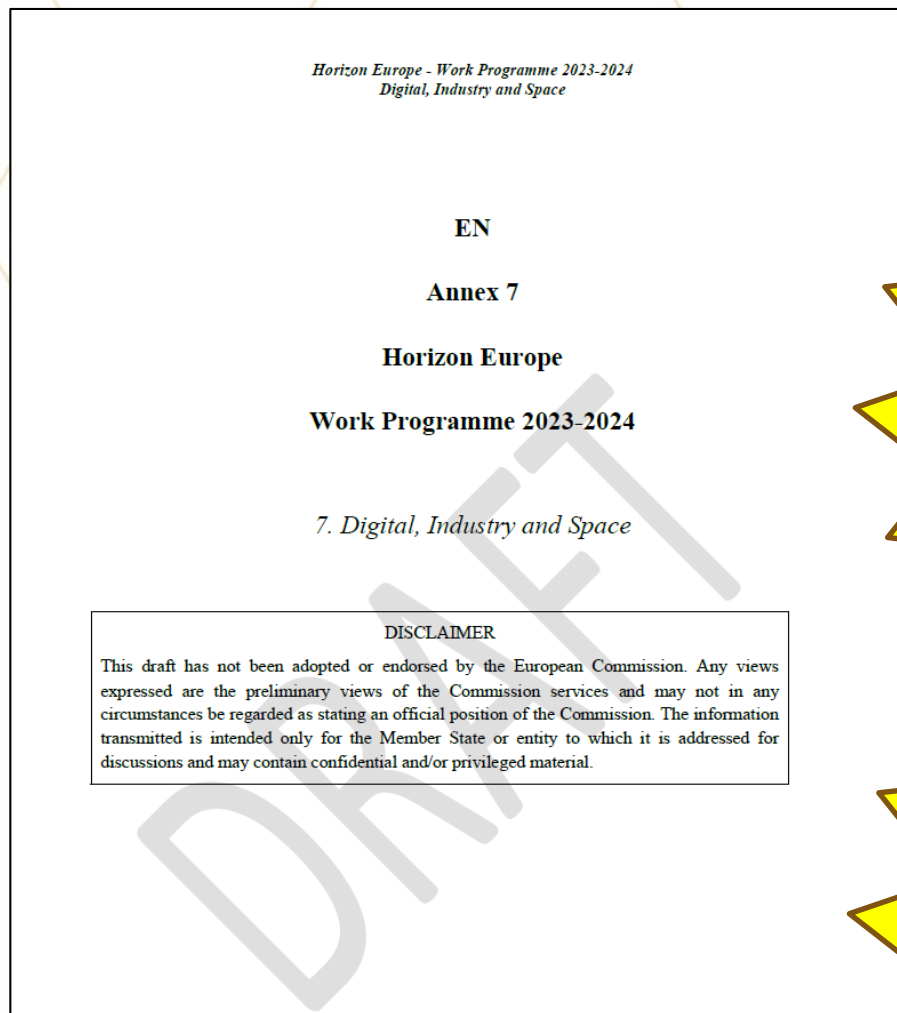 Horizon Europe - Work Programme 2023-2024
Digital, Industry and Space
EN
Annex 7
Horizon Europe
Work Programme 2023-2024
7. Digital, Industry and Space
DISCLAIMER
This draft has not been adopted or endorsed by the European Commission. Any views
expressed are the preliminary views of the Commission services and may not in any
circumstances be regarded as stating an official position of the Commission. The information
transmitted is intended only for the Member State or entity to which it is addressed for
discussions and may contain confidential and/or privileged material.
DRAFT